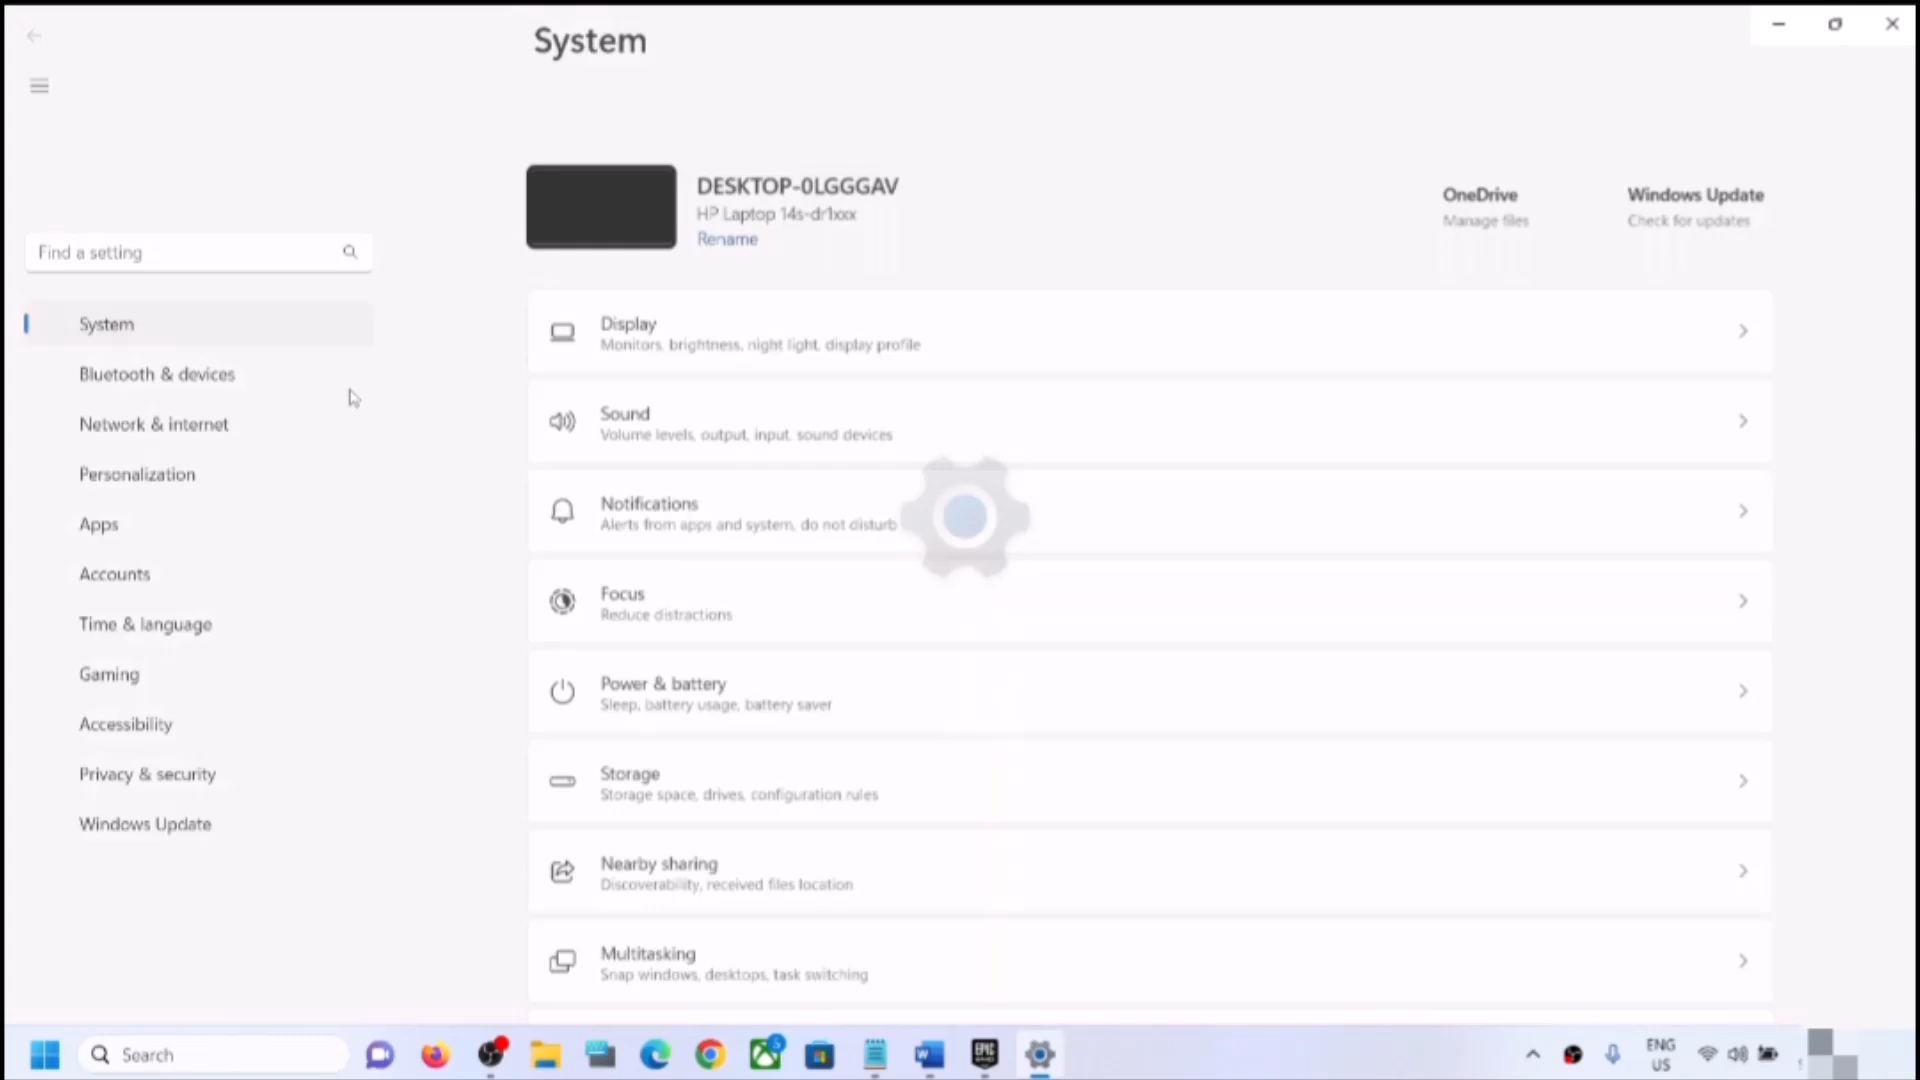 System
DESKTOP-0LGGGAV
HP Laptop 14s-dr1xxx
Rename
OneDrive
Manage files
Windows Update
Check for updates
Find a setting
System
Bluetooth & devices
Network & internet
Personalization
Apps
Accounts
Time & language
Gaming
Accessibility
Privacy & security
Windows Update
Display
Monitors, brightness, night light, display profile
Sound
Volume levels, output, input, sound devices
Notifications
Alerts from apps and system, do not disturb
Focus
Reduce distractions
Power & battery
Sleep, battery usage, battery saver
Storage
Storage space, drives, configuration rules
Nearby sharing
Discoverability, received files location
Multitasking
Snap windows, desktops, task switching
Search
5
W
EPIC
GAMES
ENG
US